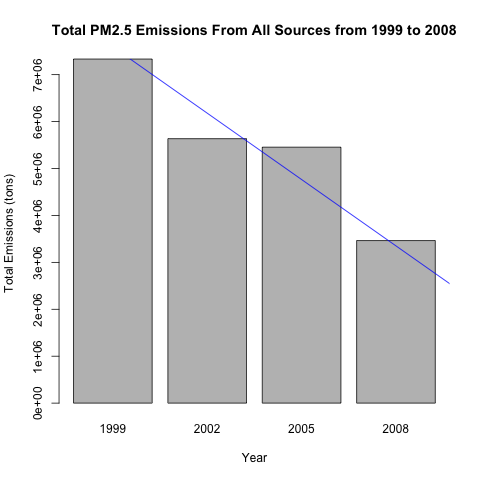 Total PM2.5 Emissions From All Sources from 1999 to 2008
Total Emissions (tons)
7e+06
6e+06
5e+06
4e+06
3e+06
2e+06
1e+06
0e+00
1999 2002 2005 2008
Year